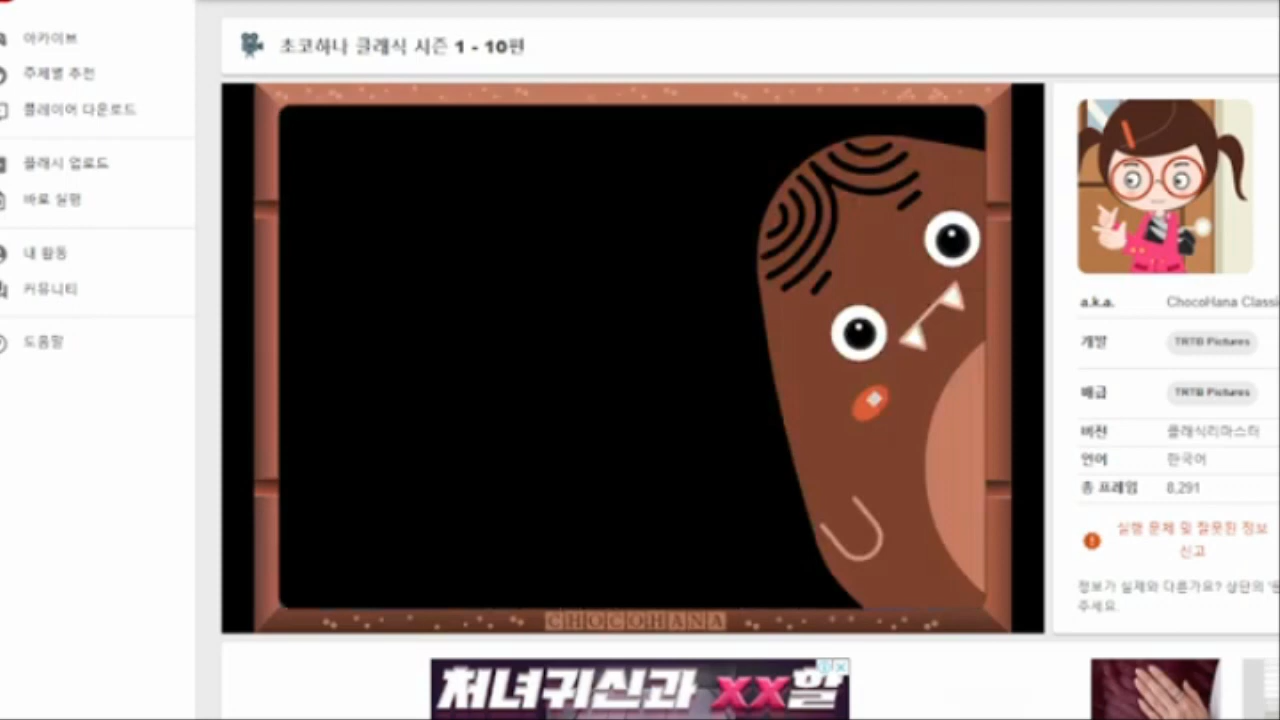 아카이브
주제별 추천
플레이어 다운로드
플래시 업로드
바로 실행
내 활동
커뮤니티
도움말
초코하나 클래식 시즌 1 - 10편
CHOCOHANA
a.k.a. ChocoHana Classi
개발 TRTB Pictures
배급 TRTB Pictures
버전 클래식리마스터
언어 한국어
총 프레임 8,291
실행 문제 및 잘못된 정보
신고
정보가 실제와 다른가요? 상단의
주세요.
처녀귀신과 XX할